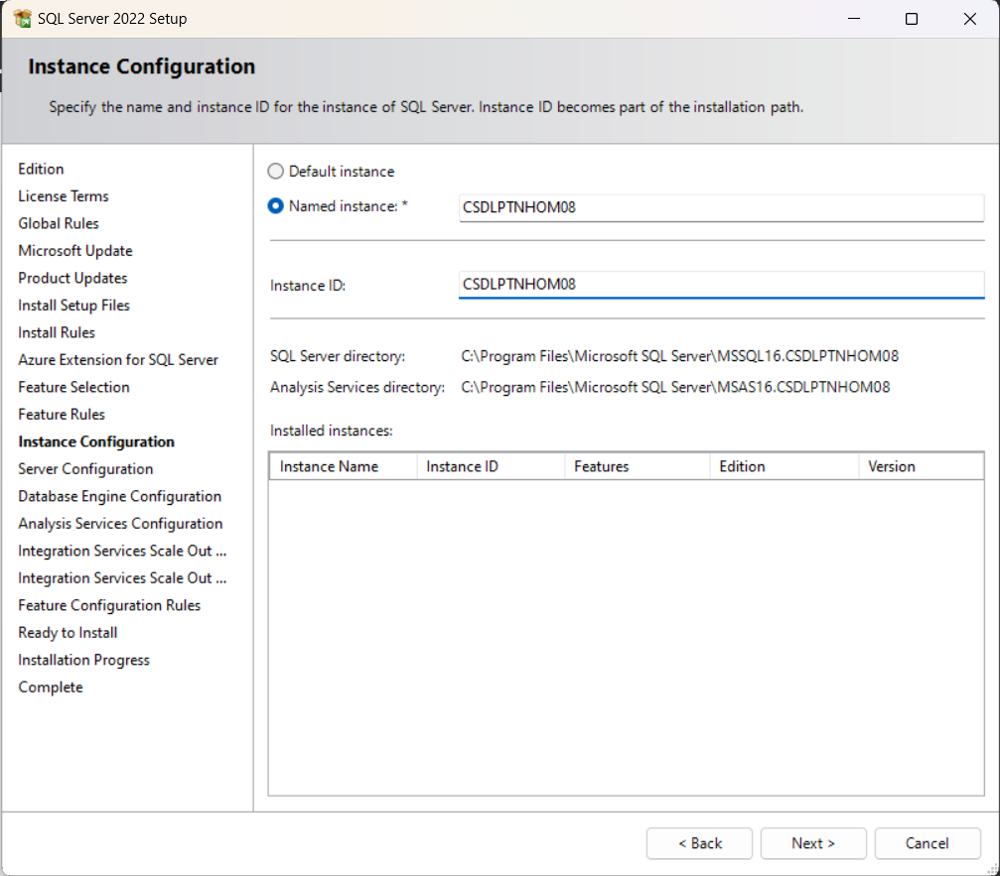 SQL Server 2022 Setup
Instance Configuration
Specify the name and instance ID for the instance of SQL Server. Instance ID becomes part of the installation path.
Edition
License Terms
Global Rules
Microsoft Update
Product Updates
Install Setup Files
Install Rules
Azure Extension for SQL Server
Feature Selection
Feature Rules
Instance Configuration
Server Configuration
Database Engine Configuration
Analysis Services Configuration
Integration Services Scale Out ...
Integration Services Scale Out ...
Feature Configuration Rules
Ready to Install
Installation Progress
Complete
Default instance
Named instance: * CSDLPTNHOM08
Instance ID: CSDLPTNHOM08
SQL Server directory: C:\Program Files\Microsoft SQL Server\MSSQL16.CSDLPTNHOM08
Analysis Services directory: C:\Program Files\Microsoft SQL Server\MSAS16.CSDLPTNHOM08
Installed instances:
Instance Name Instance ID Features Edition Version
< Back Next > Cancel